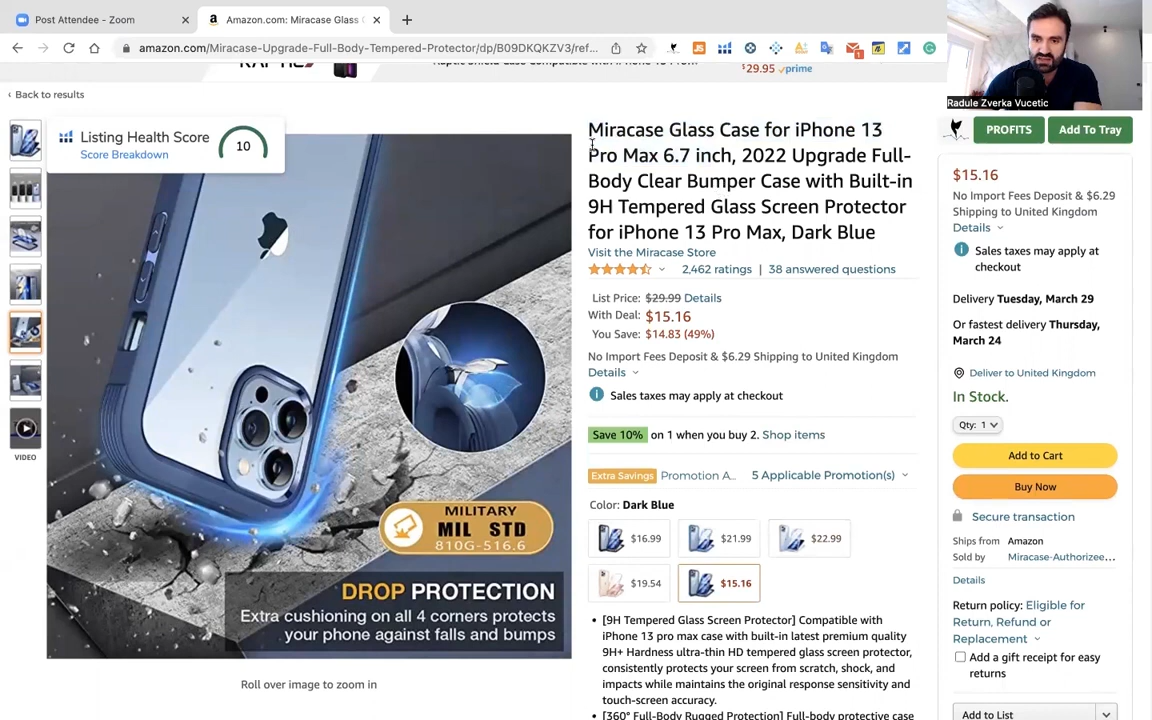 Post Attendee - Zoom
Amazon.com: Miracase Glass
amazon.com/Miracase-Upgrade-Full-Body-Tempered-Protector/dp/B09DKQKZV3/ref...
1
$29.95 prime
Radule Zverka Vucetic
‹ Back to results
Listing Health Score
Score Breakdown
10
MILITARY
MIL STD
810G-516.6
DROP PROTECTION
Extra cushioning on all 4 corners protects
your phone against falls and bumps
VIDEO
Roll over image to zoom in
Miracase Glass Case for iPhone 13
Pro Max 6.7 inch, 2022 Upgrade Full-
Body Clear Bumper Case with Built-in
9H Tempered Glass Screen Protector
for iPhone 13 Pro Max, Dark Blue
Visit the Miracase Store
2,462 ratings | 38 answered questions
List Price: $29.99 Details
With Deal: $15.16
You Save: $14.83 (49%)
No Import Fees Deposit & $6.29 Shipping to United Kingdom
Details
Sales taxes may apply at checkout
Save 10% on 1 when you buy 2. Shop items
Extra Savings Promotion A... 5 Applicable Promotion(s)
Color: Dark Blue
$16.99 $21.99 $22.99
$19.54 $15.16
• [9H Tempered Glass Screen Protector] Compatible with
iPhone 13 pro max case with built-in latest premium quality
9H+ Hardness ultra-thin HD tempered glass screen protector,
consistently protects your screen from scratch, shock, and
impacts while maintains the original response sensitivity and
touch-screen accuracy.
• [360° Full-Body Rugged Protection] Full-body protective case
PROFITS
Add To Tray
$15.16
No Import Fees Deposit & $6.29
Shipping to United Kingdom
Details
Sales taxes may apply at
checkout
Delivery Tuesday, March 29
Or fastest delivery Thursday,
March 24
Deliver to United Kingdom
In Stock.
Qty: 1
Add to Cart
Buy Now
Secure transaction
Ships from Amazon
Sold by Miracase-Authorizee...
Details
Return policy: Eligible for
Return, Refund or
Replacement
Add a gift receipt for easy
returns
Add to List